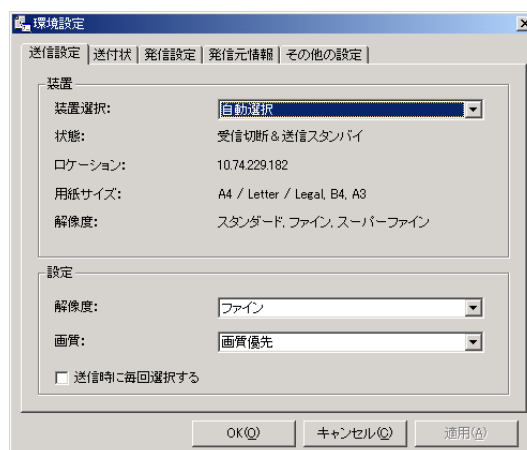 環境設定
送信設定 送付状 発信設定 発信元情報 その他の設定
装置
装置選択: 自動選択
状態: 受信切断＆送信スタンバイ
ロケーション: 10.74.229.182
用紙サイズ: A4 / Letter / Legal, B4, A3
解像度: スタンダード, ファイン, スーパーファイン
設定
解像度: ファイン
画質: 画質優先
送信時に毎回選択する
OK(O) キャンセル(C) 適用(A)